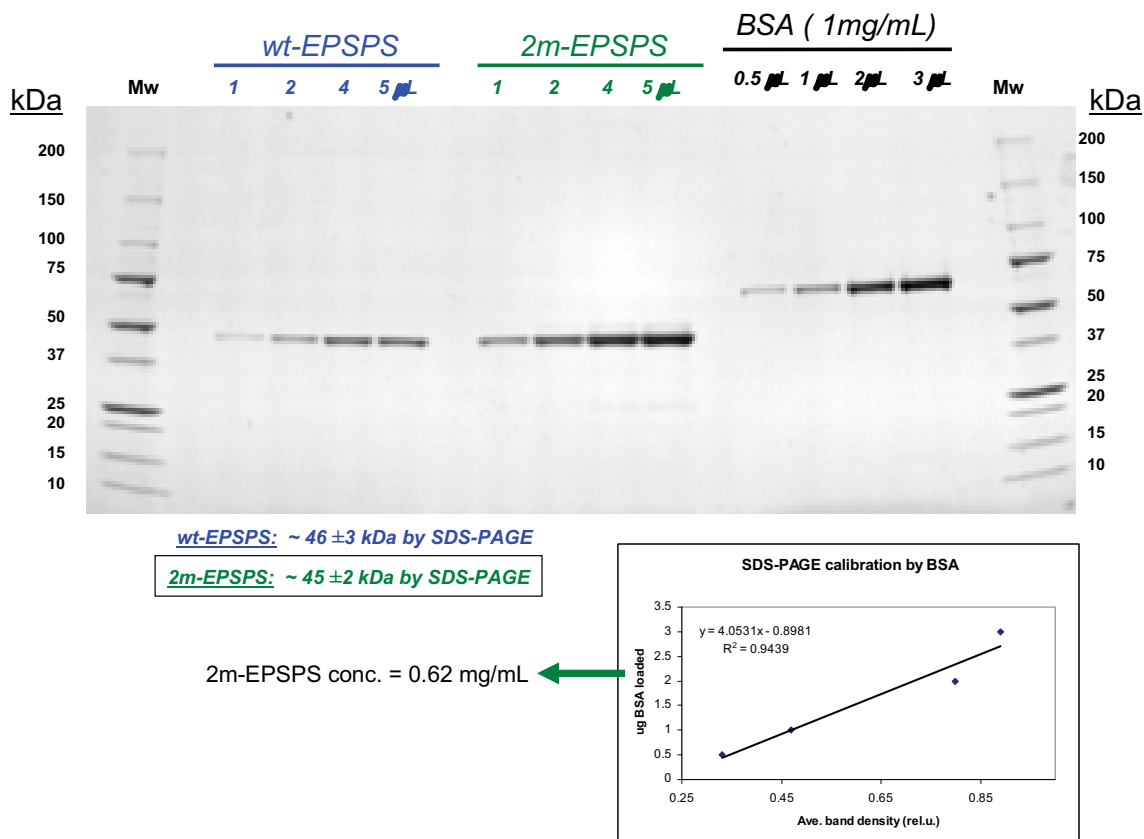 wt-EPSPS 2m-EPSPS BSA ( 1mg/mL)
kDa Mw 1 2 4 5 µL 1 2 4 5 µL 0.5 µL 1 µL 2µL 3 µL Mw kDa
200 200
150 150
100 100
75 75
50 50
37 37
25 25
20 20
15 15
10 10
wt-EPSPS: ~ 46 ±3 kDa by SDS-PAGE
2m-EPSPS: ~ 45 ±2 kDa by SDS-PAGE
2m-EPSPS conc. = 0.62 mg/mL
SDS-PAGE calibration by BSA
y = 4.0531x - 0.8981
R² = 0.9439
ug BSA loaded
3.5
3
2.5
2
1.5
1
0.5
0
0.25 0.45 0.65 0.85
Ave. band density (rel.u.)